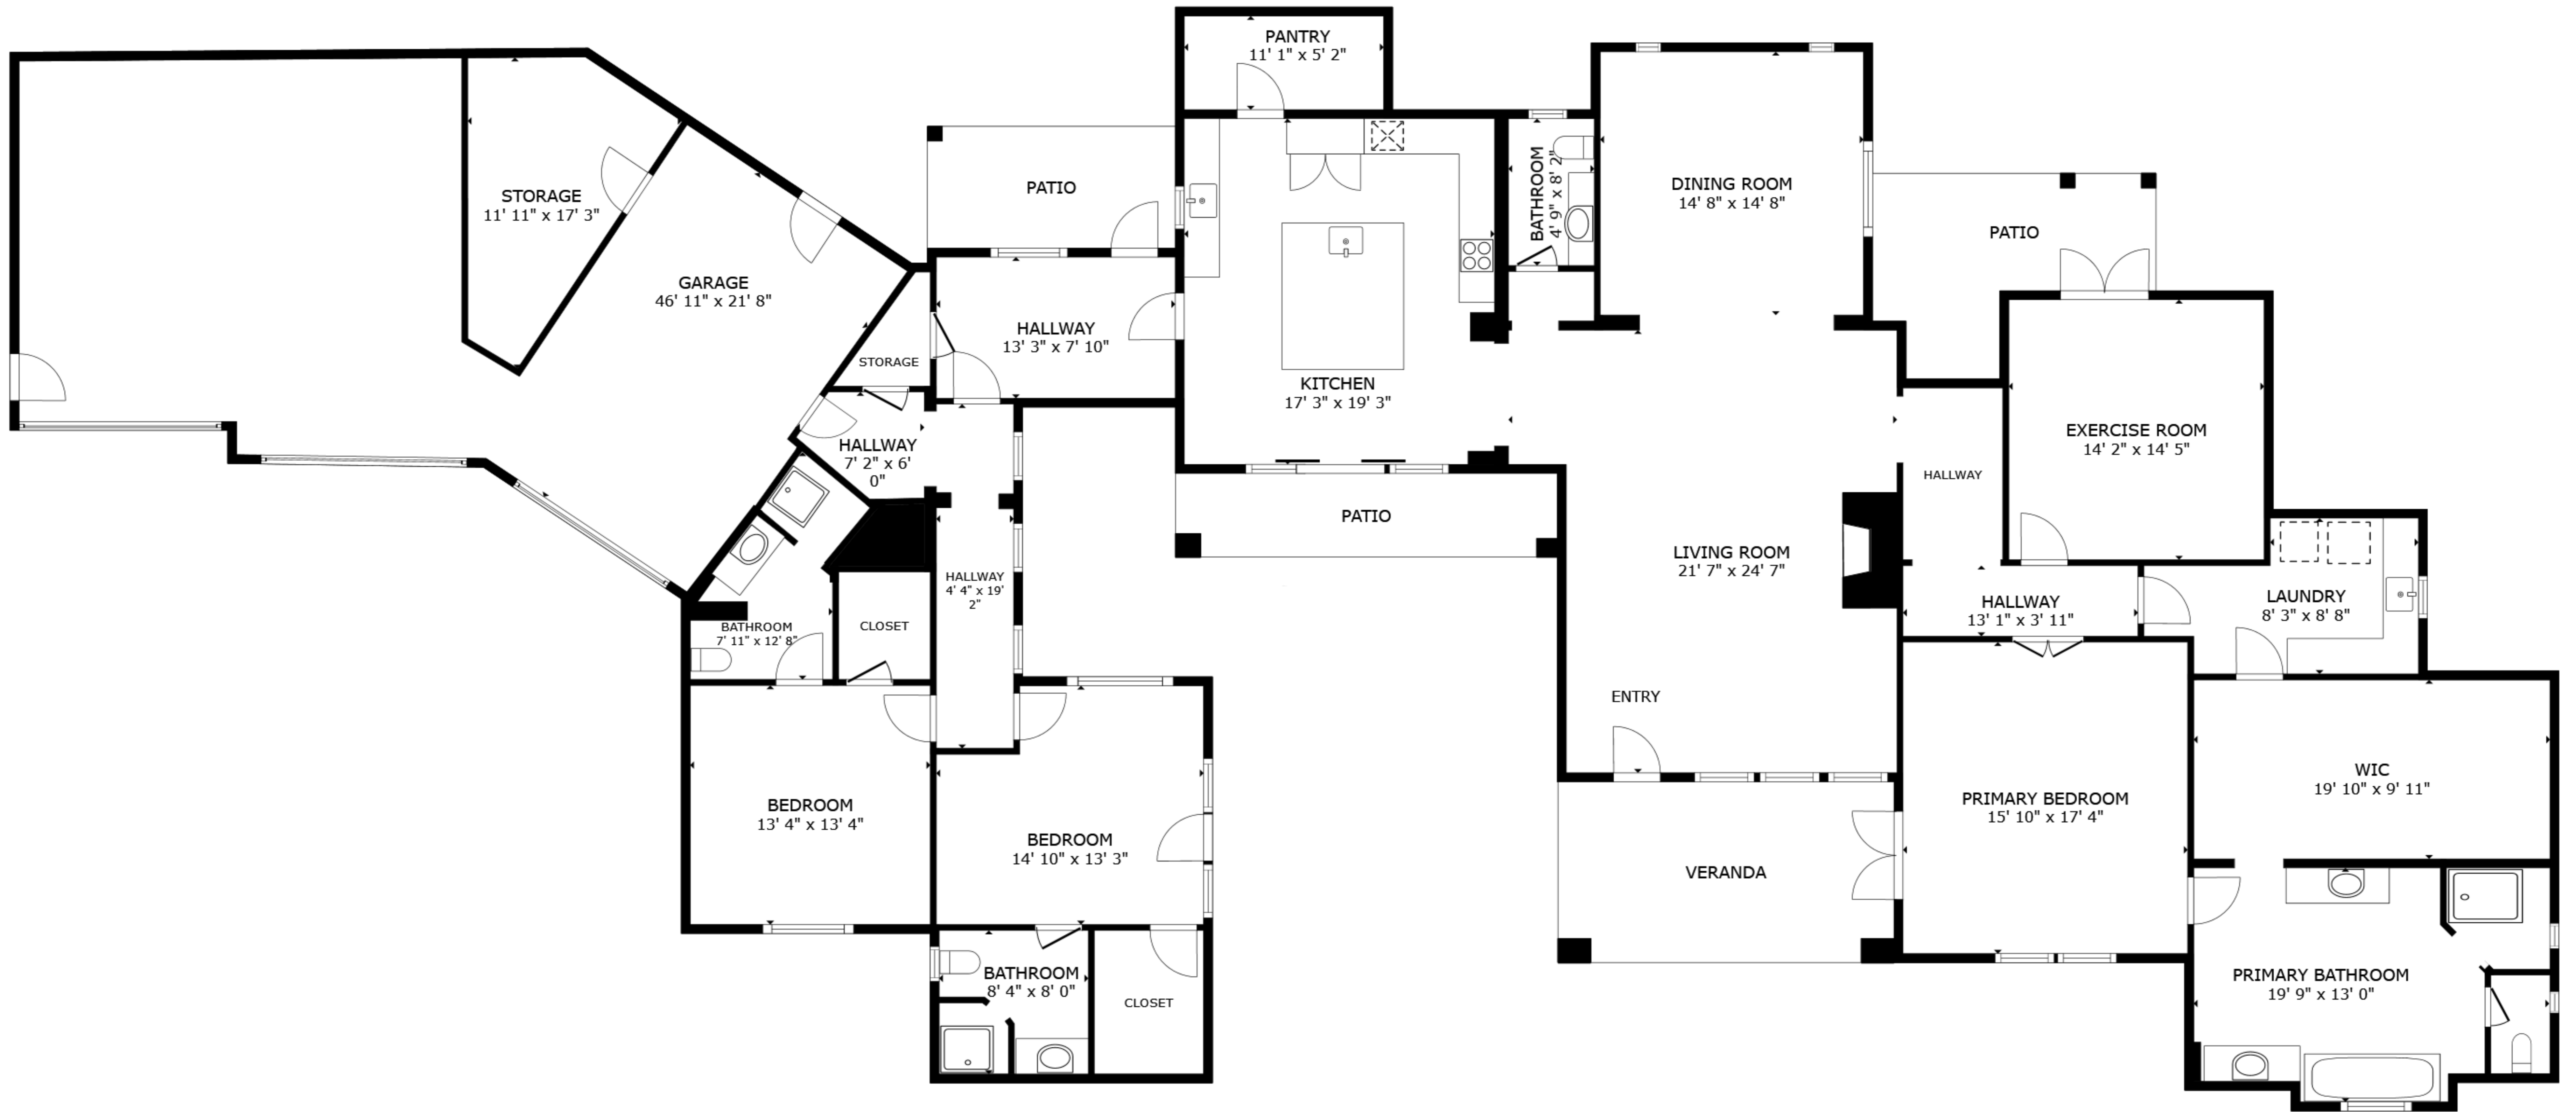 PANTRY
11' 1" x 5' 2"
STORAGE
11' 11" x 17' 3"
PATIO
BATHROOM
4' 9" x 8' 2"
DINING ROOM
14' 8" x 14' 8"
PATIO
GARAGE
46' 11" x 21' 8"
HALLWAY
13' 3" x 7' 10"
STORAGE
KITCHEN
17' 3" x 19' 3"
EXERCISE ROOM
14' 2" x 14' 5"
HALLWAY
7' 2" x 6'
0"
HALLWAY
PATIO
LIVING ROOM
21' 7" x 24' 7"
HALLWAY
4' 4" x 19'
2"
HALLWAY
13' 1" x 3' 11"
LAUNDRY
8' 3" x 8' 8"
BATHROOM
7' 11" x 12' 8"
CLOSET
ENTRY
BEDROOM
13' 4" x 13' 4"
BEDROOM
14' 10" x 13' 3"
VERANDA
PRIMARY BEDROOM
15' 10" x 17' 4"
WIC
19' 10" x 9' 11"
BATHROOM
8' 4" x 8' 0"
CLOSET
PRIMARY BATHROOM
19' 9" x 13' 0"